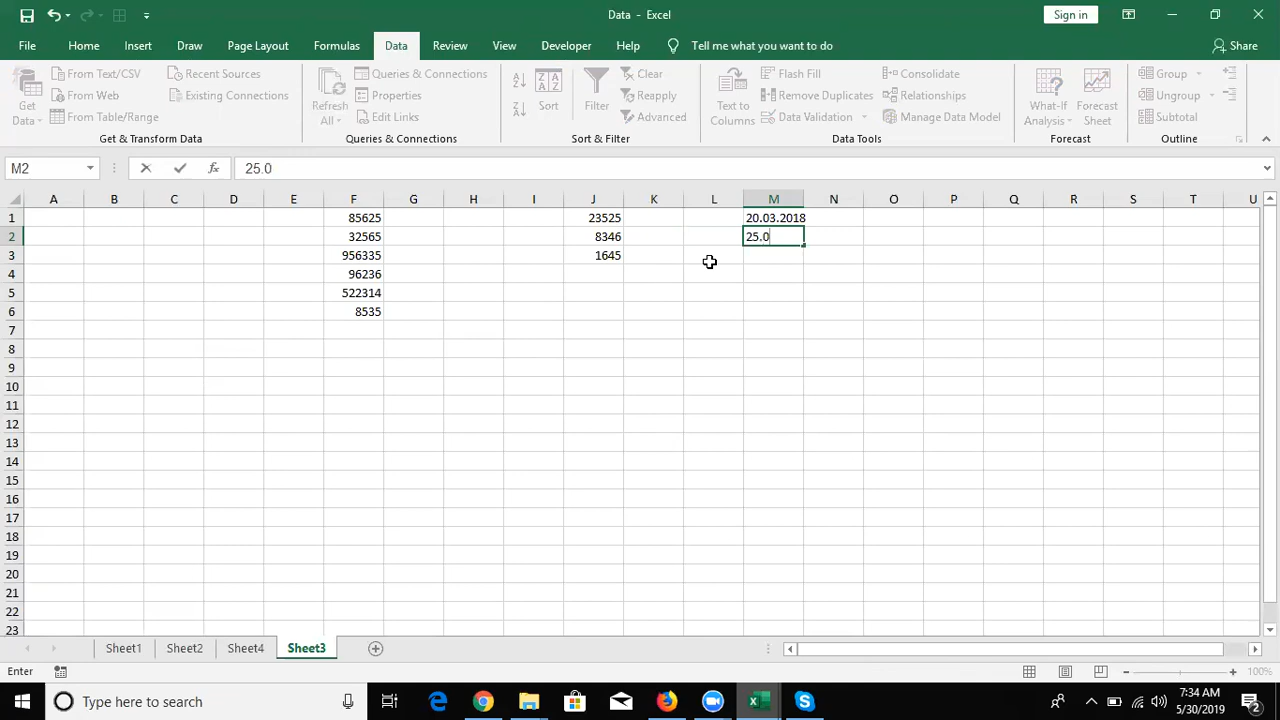 Data - Excel
Sign in
File Home Insert Draw Page Layout Formulas Data Review View Developer Help Tell me what you want to do Share
Get Data
From Text/CSV
From Web
From Table/Range
Recent Sources
Existing Connections
Get & Transform Data
Refresh All
Queries & Connections
Properties
Edit Links
Queries & Connections
Sort
Filter
Clear
Reapply
Advanced
Sort & Filter
Text to Columns
Flash Fill
Remove Duplicates
Data Validation
Consolidate
Relationships
Manage Data Model
Data Tools
What-If Analysis
Forecast Sheet
Forecast
Group
Ungroup
Subtotal
Outline
M2 fx 25.0
A B C D E F G H I J K L M N O P Q R S T U
1 85625 23525 20.03.2018
2 32565 8346 25.0
3 956335 1645
4 96236
5 522314
6 8535
7
8
9
10
11
12
13
14
15
16
17
18
19
20
21
22
23
Sheet1 Sheet2 Sheet4 Sheet3
Enter 100%
Type here to search
7:34 AM
5/30/2019
2